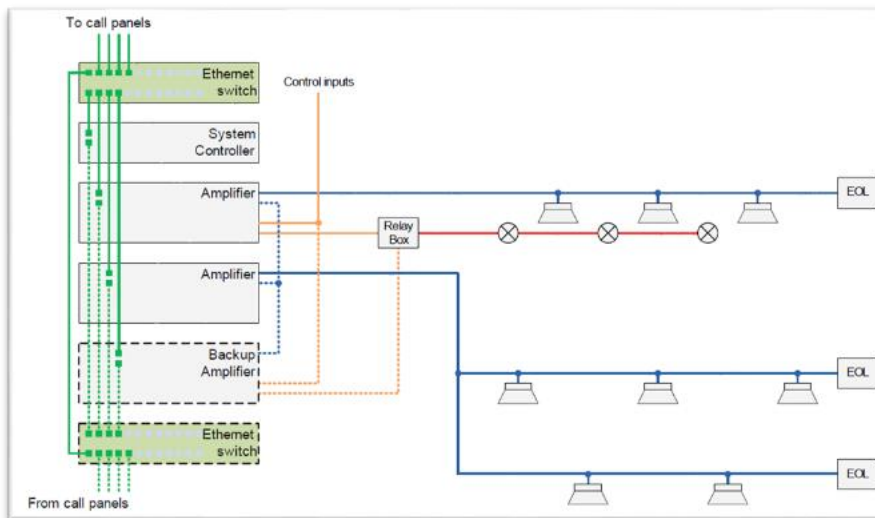 To call panels
Ethernet
switch
Control inputs
System
Controller
Amplifier
EOL
Relay
Box
Amplifier
Backup
Amplifier
EOL
Ethernet
switch
EOL
From call panels